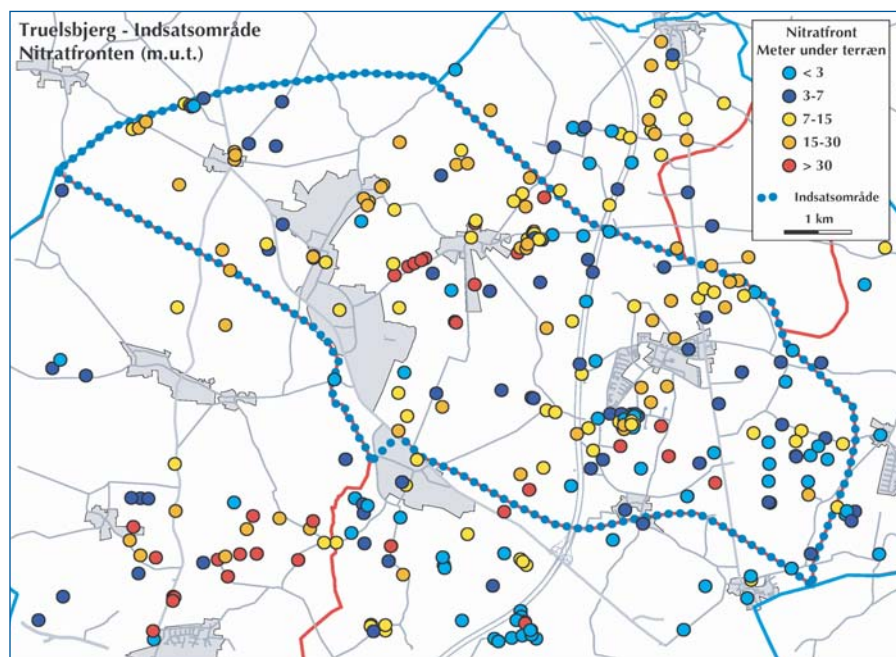 Truelsbjerg - Indsatsområde
Nitratfronten (m.u.t.)
Nitratfront
Meter under terræn
< 3
3-7
7-15
15-30
> 30
Indsatsområde
1 km